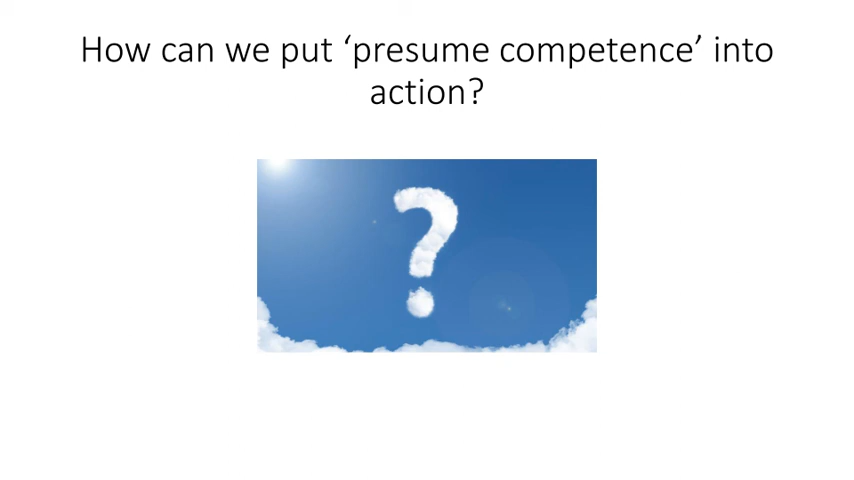 How can we put ‘presume competence’ into
action?
?